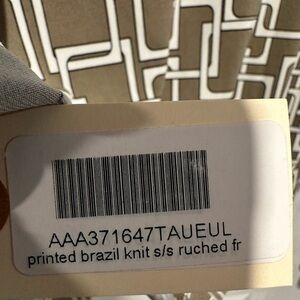 AAA371647TAUEUL
printed brazil knit s/s ruched fr